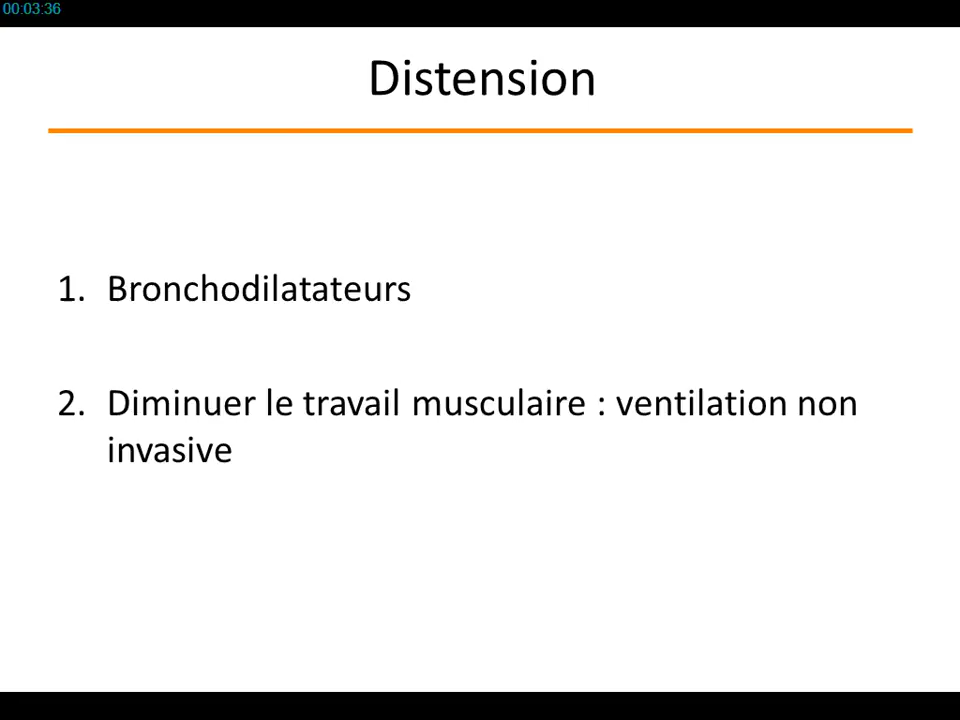 00:03:36
Distension
1. Bronchodilatateurs
2. Diminuer le travail musculaire : ventilation non
invasive